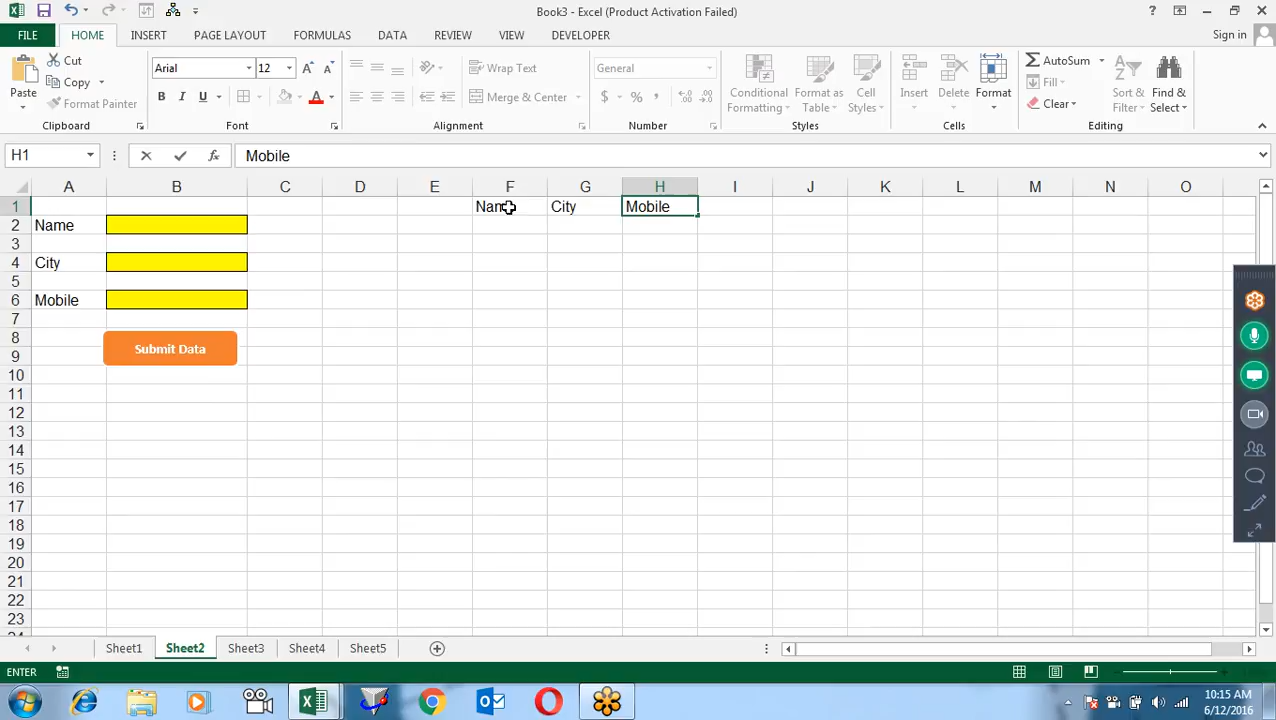 Book3 - Excel (Product Activation Failed)
FILE HOME INSERT PAGE LAYOUT FORMULAS DATA REVIEW VIEW DEVELOPER Sign in
Paste Cut Copy Format Painter
Arial 12 B I U A
Wrap Text Merge & Center
General $ % ,
Conditional Formatting Format as Table Cell Styles
Insert Delete Format
AutoSum Fill Clear Sort & Filter Find & Select
Clipboard Font Alignment Number Styles Cells Editing
H1 fx Mobile
A B C D E F G H I J K L M N O
1 City Mobile
2 Name
3
4 City
5
6 Mobile
7
8 Submit Data
9
10
11
12
13
14
15
16
17
18
19
20
21
22
23
Sheet1 Sheet2 Sheet3 Sheet4 Sheet5
ENTER
10:15 AM
6/12/2016